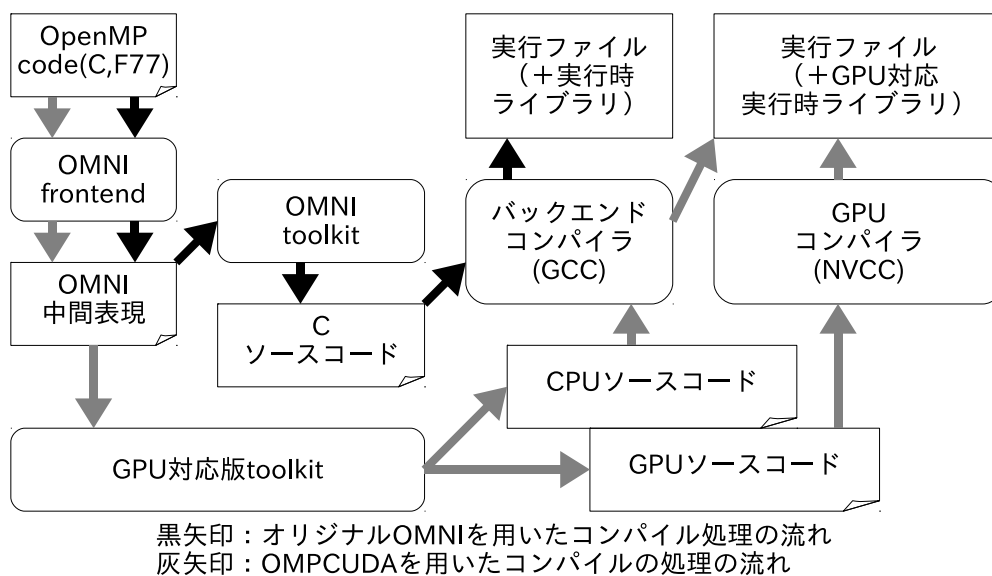 OpenMP
code(C,F77)
OMNI
frontend
OMNI
中間表現
OMNI
toolkit
C
ソースコード
実行ファイル
(+実行時
ライブラリ)
バックエンド
コンパイラ
(GCC)
実行ファイル
(+GPU対応
実行時ライブラリ)
GPU
コンパイラ
(NVCC)
CPUソースコード
GPUソースコード
GPU対応版toolkit
黒矢印：オリジナルOMNIを用いたコンパイル処理の流れ
灰矢印：OMPCUDAを用いたコンパイルの処理の流れ